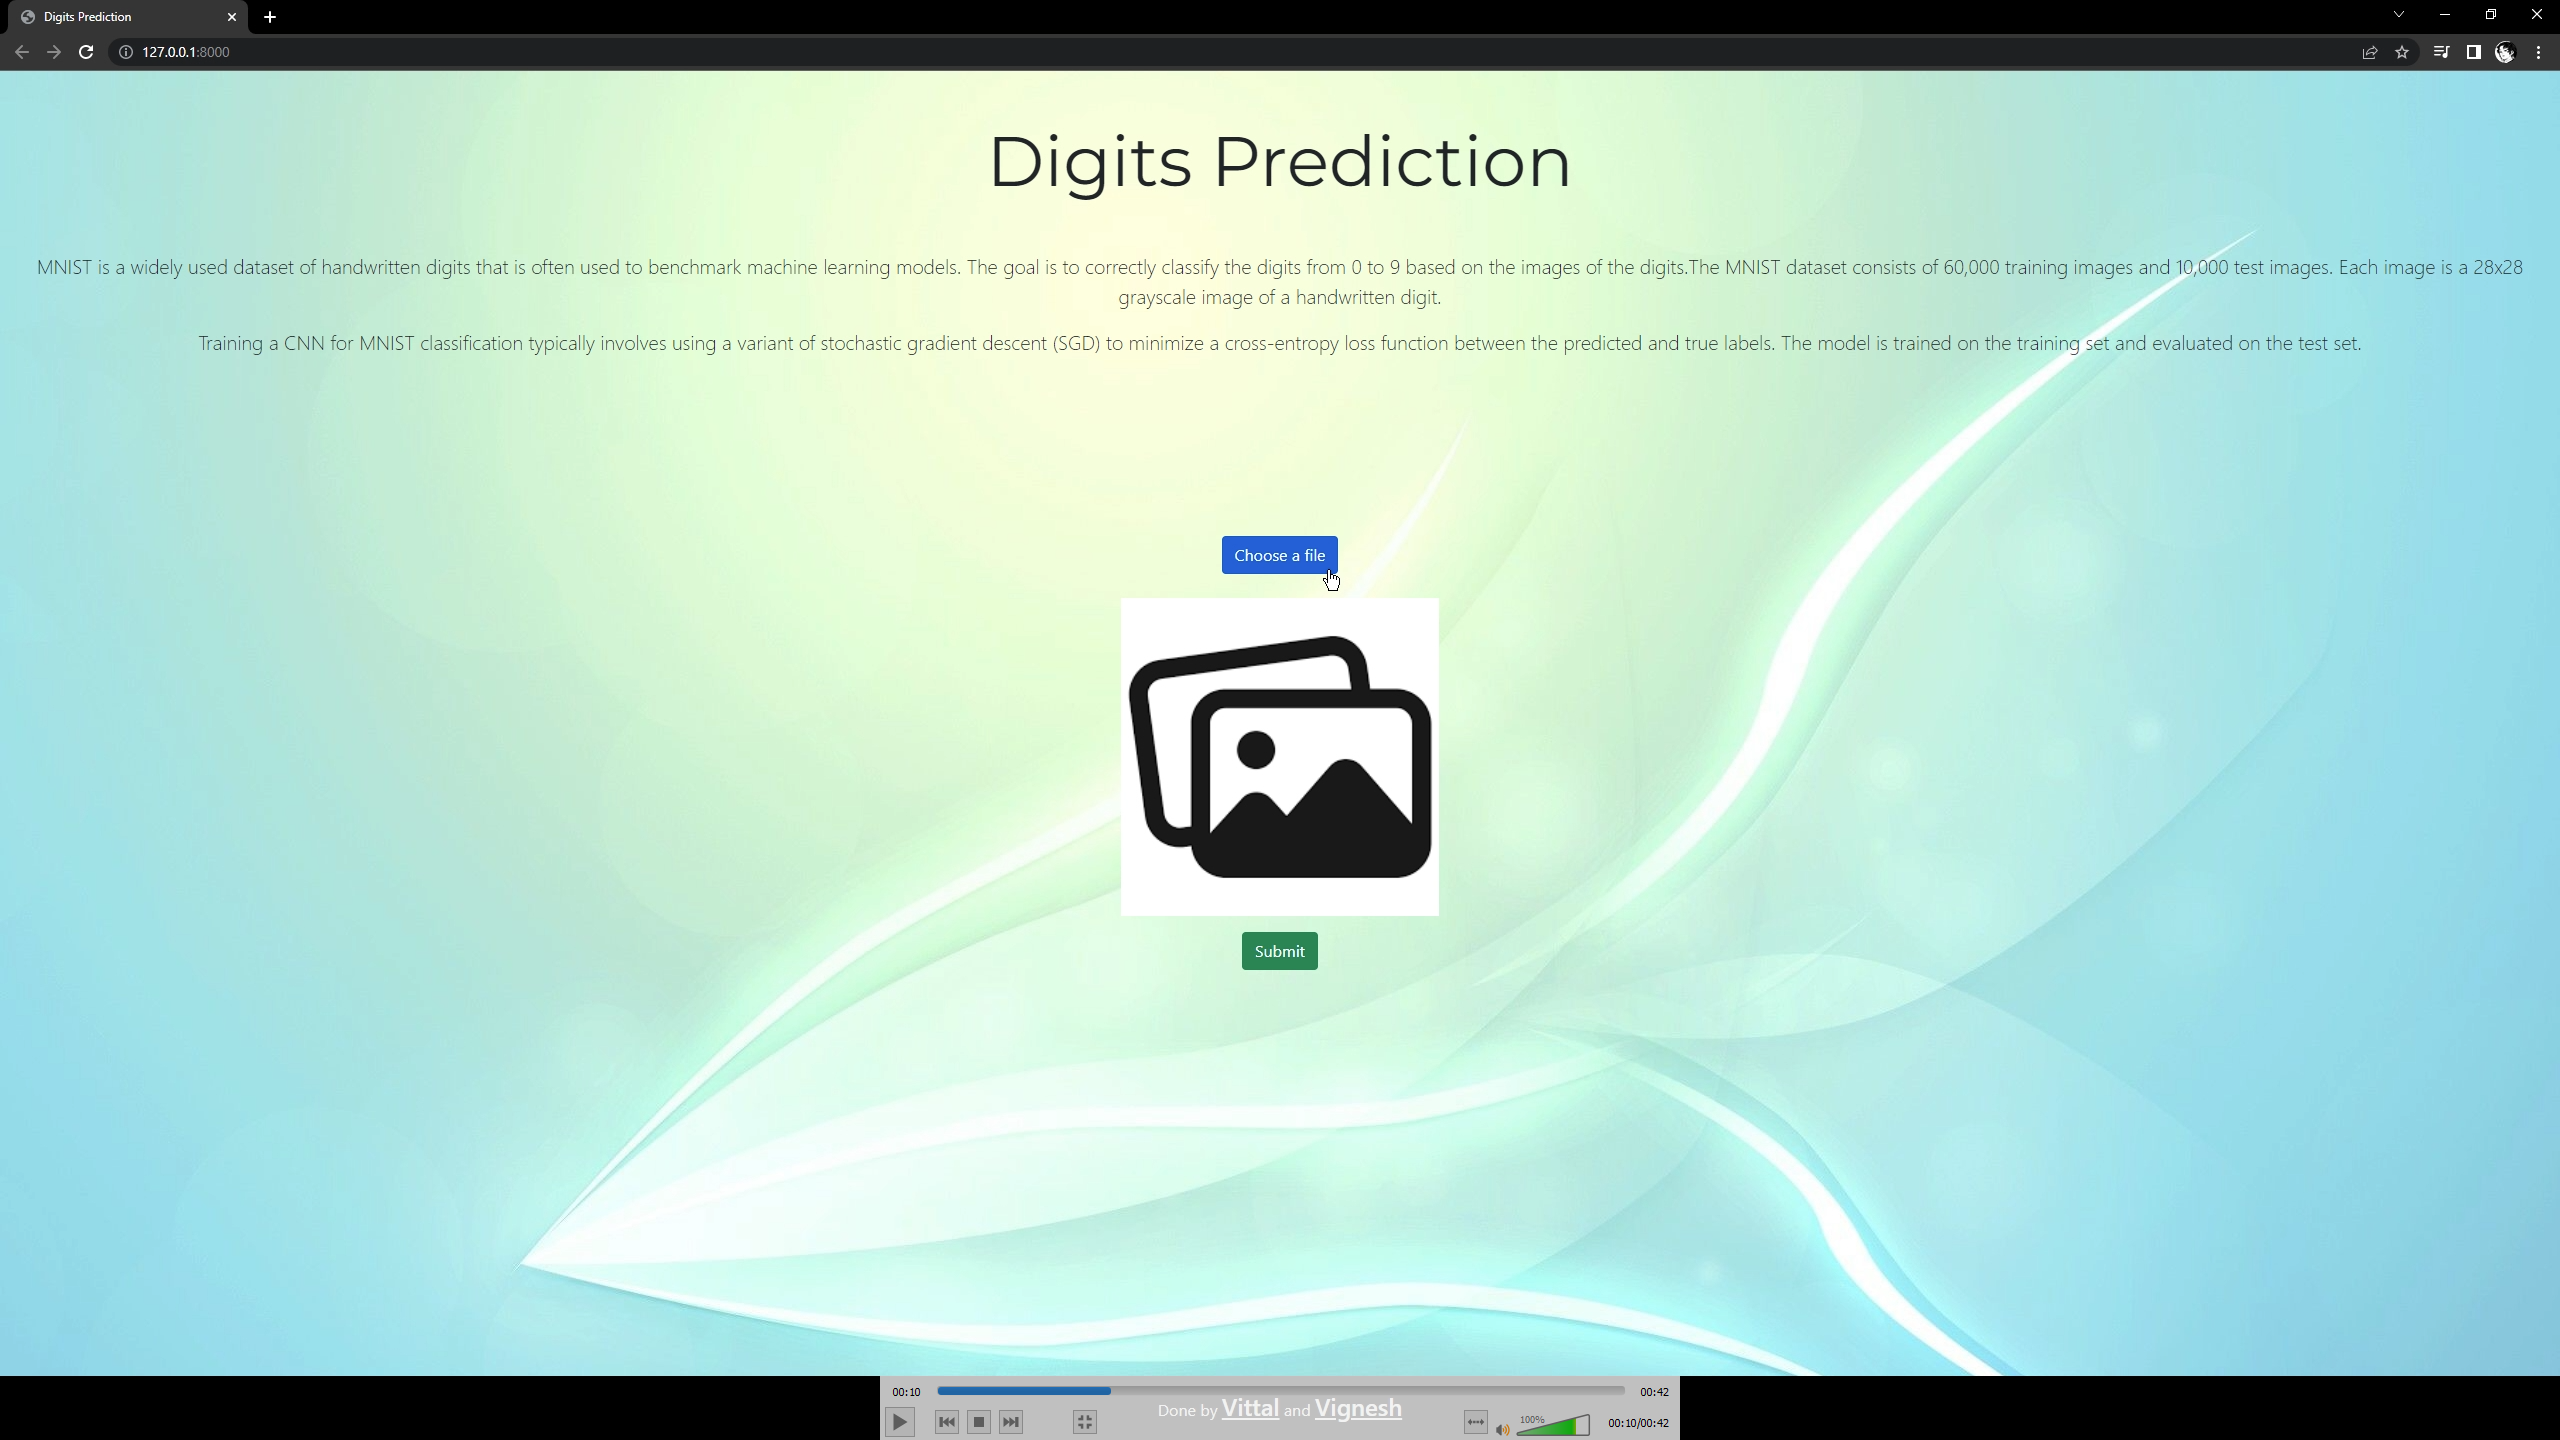 Digits Prediction
127.0.0.1:8000
Digits Prediction
MNIST is a widely used dataset of handwritten digits that is often used to benchmark machine learning models. The goal is to correctly classify the digits from 0 to 9 based on the images of the digits.The MNIST dataset consists of 60,000 training images and 10,000 test images. Each image is a 28x28
grayscale image of a handwritten digit.
Training a CNN for MNIST classification typically involves using a variant of stochastic gradient descent (SGD) to minimize a cross-entropy loss function between the predicted and true labels. The model is trained on the training set and evaluated on the test set.
Choose a file
Submit
00:10
00:42
Done by Vittal and Vignesh
100%
00:10/00:42